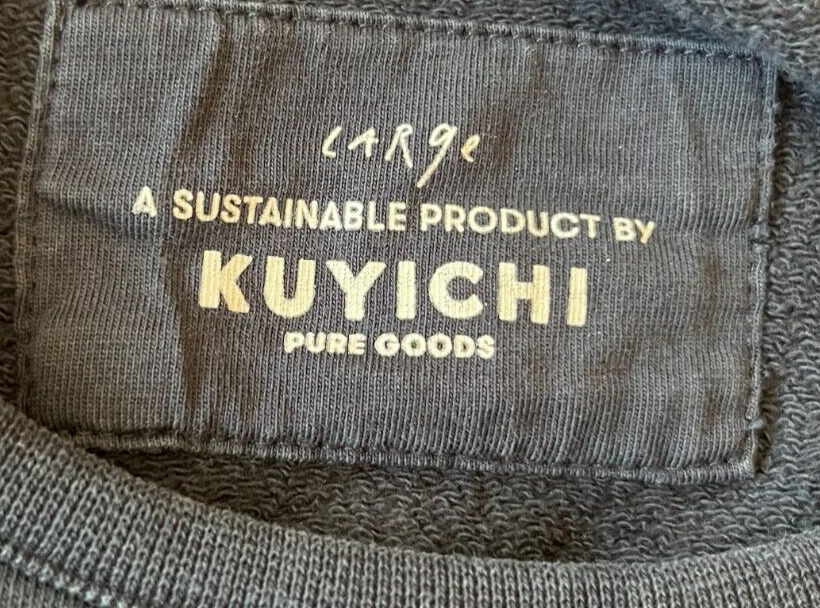 LARge
A SUSTAINABLE PRODUCT BY
KUYICHI
PURE GOODS